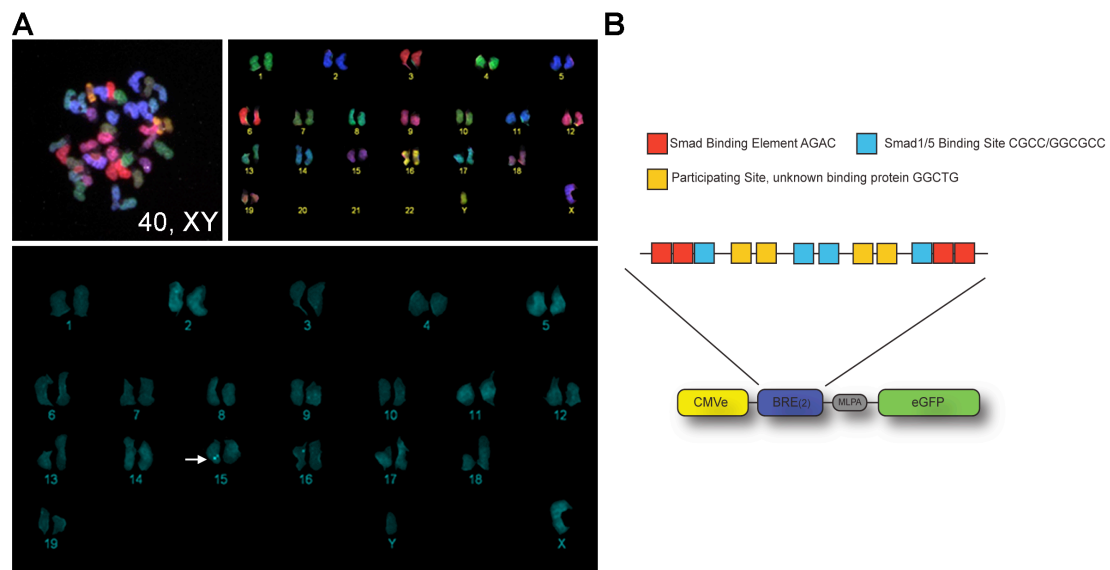 A
B
40, XY
1 2 3 4 5
6 7 8 9 10 11 12
13 14 15 16 17 18
19 20 21 22 Y X
1 2 3 4 5
6 7 8 9 10 11 12
13 14 15 16 17 18
19 Y X
Smad Binding Element AGAC
Smad1/5 Binding Site CGCC/GGCGCC
Participating Site, unknown binding protein GGCTG
CMVe BRE(2) MLPA eGFP